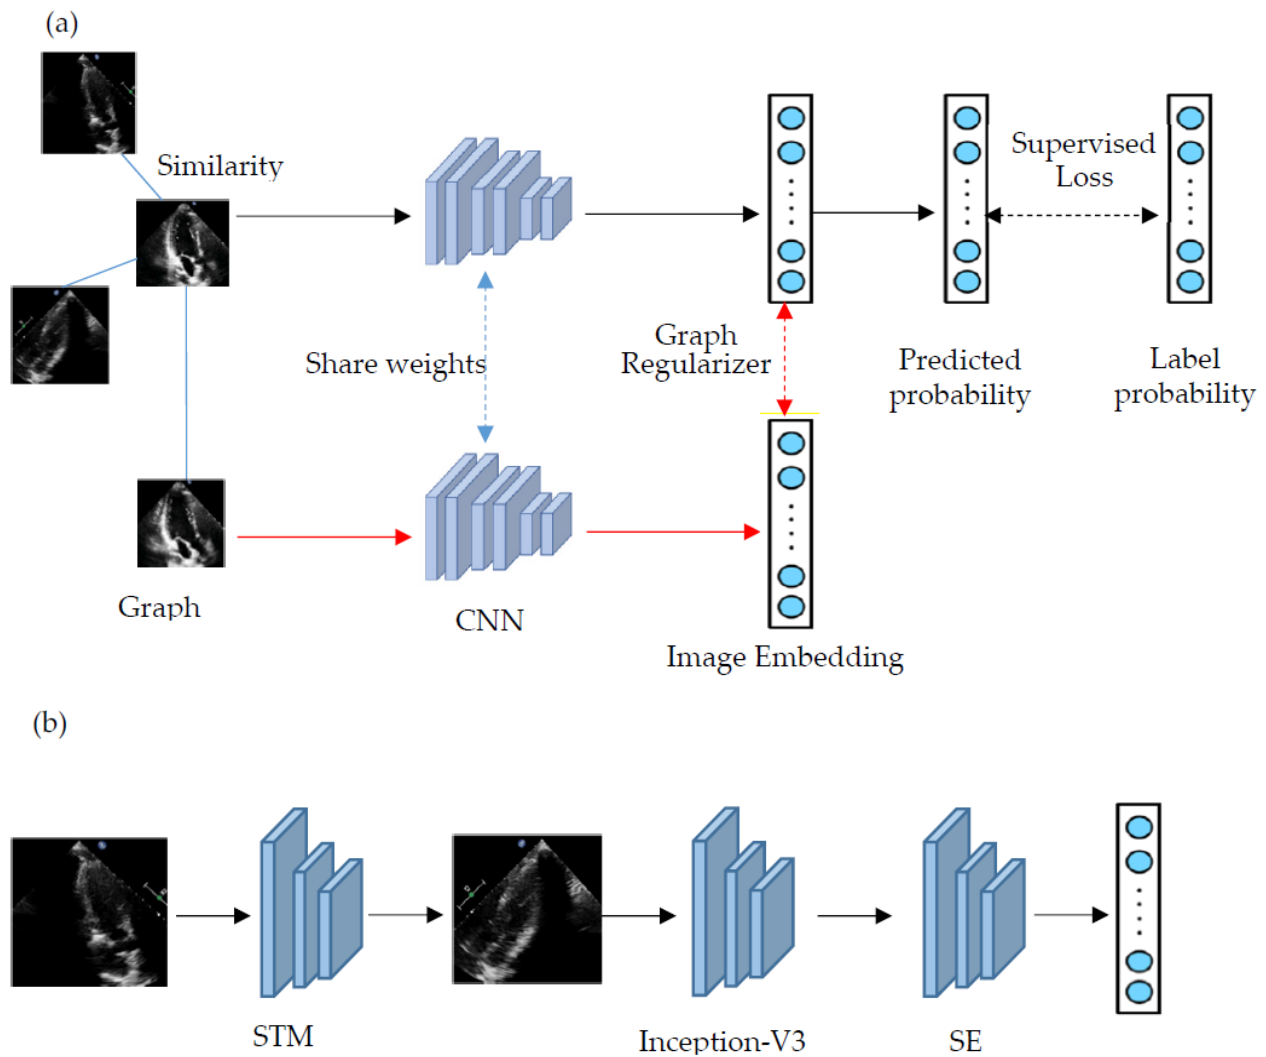 (a)
Similarity
Supervised
Loss
Share weights
Graph
Regularizer
Predicted
probability
Label
probability
Graph
CNN
Image Embedding
(b)
STM
Inception-V3
SE